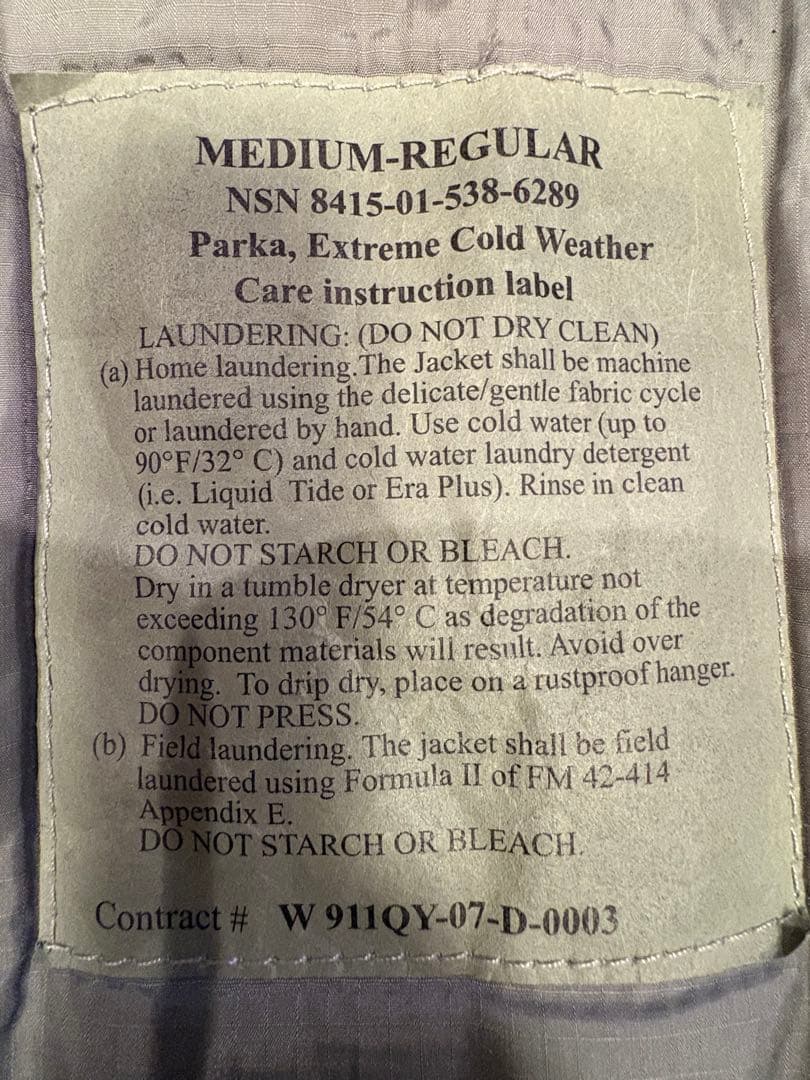 MEDIUM-REGULAR
NSN 8415-01-538-6289
Parka, Extreme Cold Weather
Care instruction label
LAUNDERING: (DO NOT DRY CLEAN)
(a) Home laundering.The Jacket shall be machine
laundered using the delicate/gentle fabric cycle
or laundered by hand. Use cold water (up to
90°F/32° C) and cold water laundry detergent
(i.e. Liquid Tide or Era Plus). Rinse in clean
cold water.
DO NOT STARCH OR BLEACH.
Dry in a tumble dryer at temperature not
exceeding 130° F/54° C as degradation of the
component materials will result. Avoid over
drying. To drip dry, place on a rustproof hanger.
DO NOT PRESS.
(b) Field laundering. The jacket shall be field
laundered using Formula II of FM 42-414
Appendix E.
DO NOT STARCH OR BLEACH.
Contract # W 911QY-07-D-0003